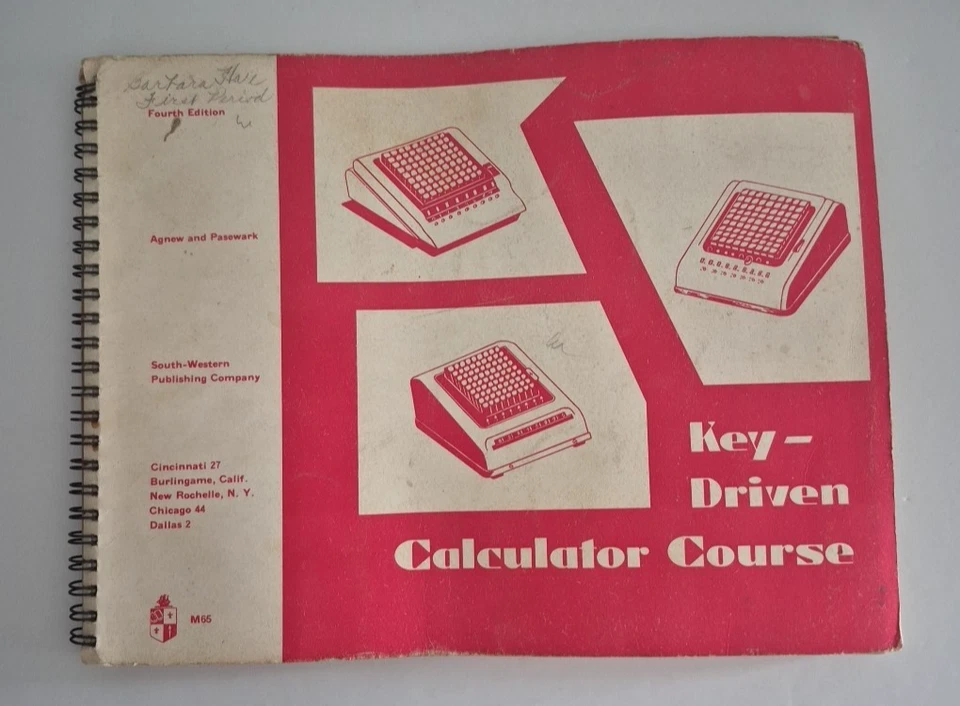 Barbara
First Period
Fourth Edition
Agnew and Pasewark
South-Western
Publishing Company
Cincinnati 27
Burlingame, Calif.
New Rochelle, N. Y.
Chicago 44
Dallas 2
M65
Key –
Driven
Calculator Course